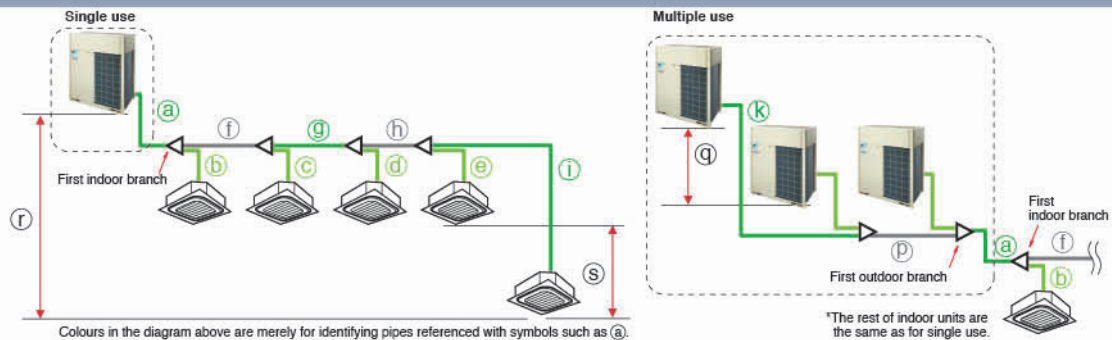 Single use
ⓐ
ⓕ
ⓖ
ⓗ
ⓑ
ⓒ
ⓓ
ⓔ
ⓘ
First indoor branch
ⓡ
ⓢ
Colours in the diagram above are merely for identifying pipes referenced with symbols such as ⓐ.
Multiple use
ⓚ
ⓠ
ⓟ
First outdoor branch
First
indoor branch
ⓐ
ⓕ
ⓑ
*The rest of indoor units are
the same as for single use.